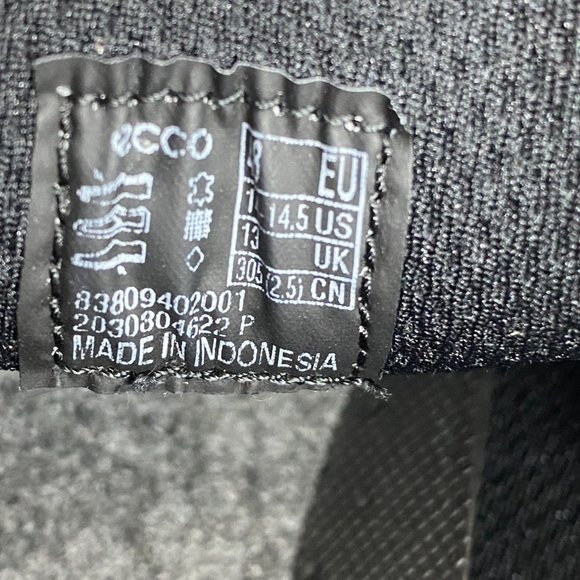 ecco
EU
14.5 US
13 UK
305(2.5) CN
83809402001
2030804622 P
MADE IN INDONESIA